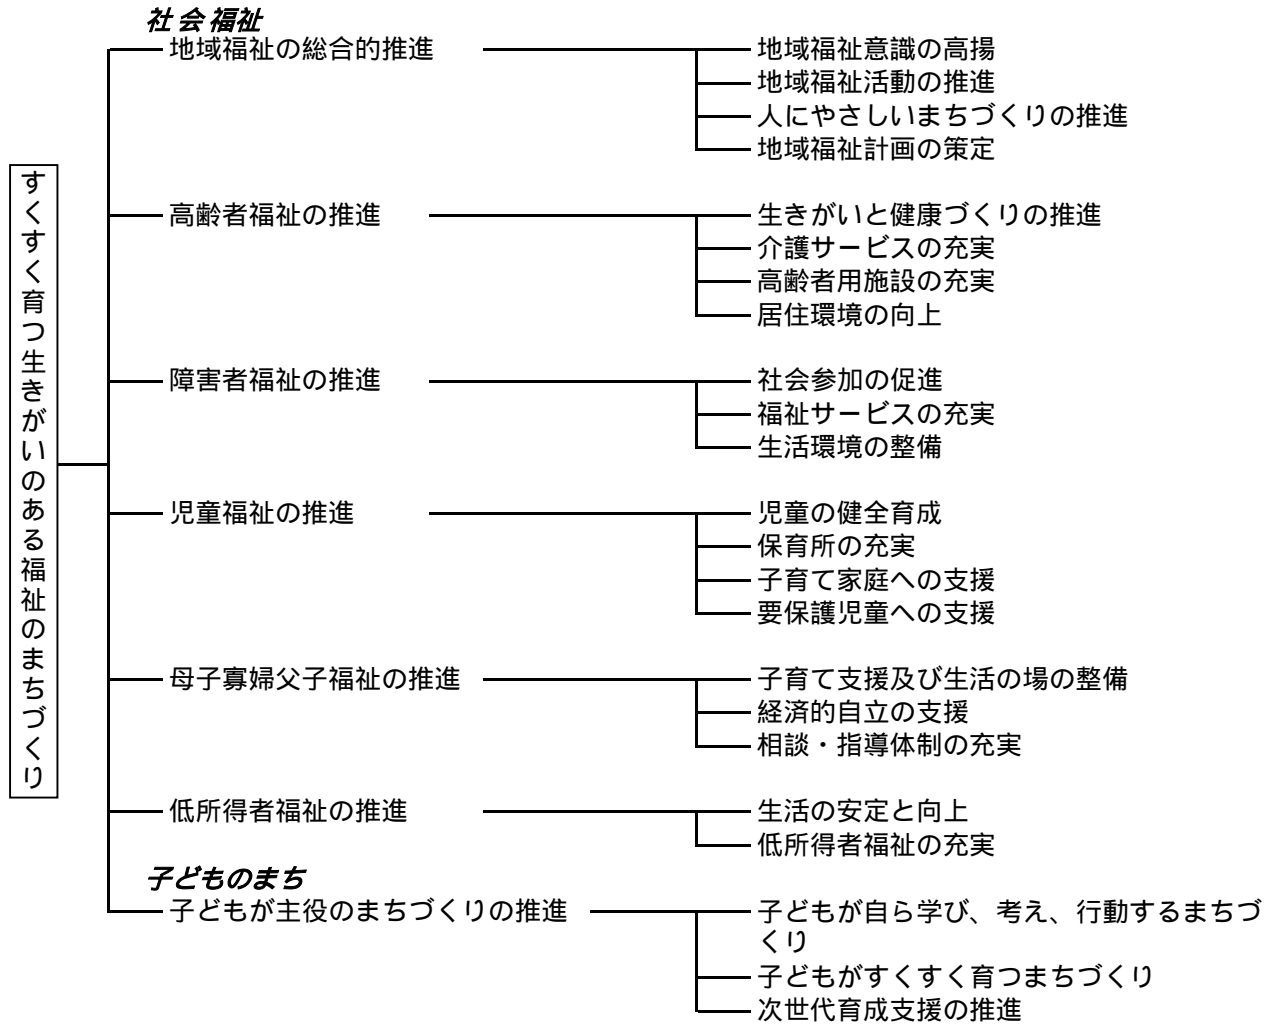 すくすく育つ生きがいのある福祉のまちづくり
社会福祉
地域福祉の総合的推進
地域福祉意識の高揚
地域福祉活動の推進
人にやさしいまちづくりの推進
地域福祉計画の策定
高齢者福祉の推進
生きがいと健康づくりの推進
介護サービスの充実
高齢者用施設の充実
居住環境の向上
障害者福祉の推進
社会参加の促進
福祉サービスの充実
生活環境の整備
児童福祉の推進
児童の健全育成
保育所の充実
子育て家庭への支援
要保護児童への支援
母子寡婦父子福祉の推進
子育て支援及び生活の場の整備
経済的自立の支援
相談・指導体制の充実
低所得者福祉の推進
生活の安定と向上
低所得者福祉の充実
子どものまち
子どもが主役のまちづくりの推進
子どもが自ら学び、考え、行動するまちづ
くり
子どもがすくすく育つまちづくり
次世代育成支援の推進